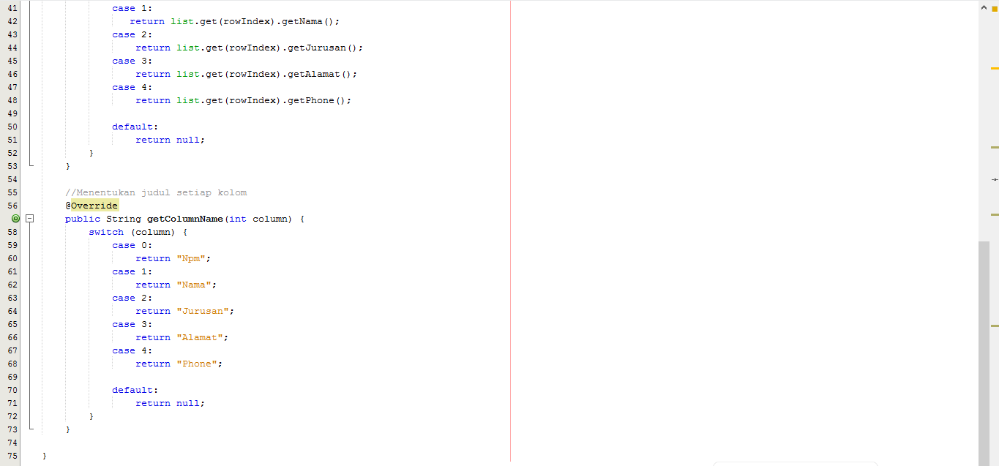 41 case 1:
42 return list.get(rowIndex).getNama();
43 case 2:
44 return list.get(rowIndex).getJurusan();
45 case 3:
46 return list.get(rowIndex).getAlamat();
47 case 4:
48 return list.get(rowIndex).getPhone();
49
50 default:
51 return null;
52 }
53 }
54
55 //Menentukan judul setiap kolom
56 @Override
public String getColumnName(int column) {
58 switch (column) {
59 case 0:
60 return "Npm";
61 case 1:
62 return "Nama";
63 case 2:
64 return "Jurusan";
65 case 3:
66 return "Alamat";
67 case 4:
68 return "Phone";
69
70 default:
71 return null;
72 }
73 }
74
75 }